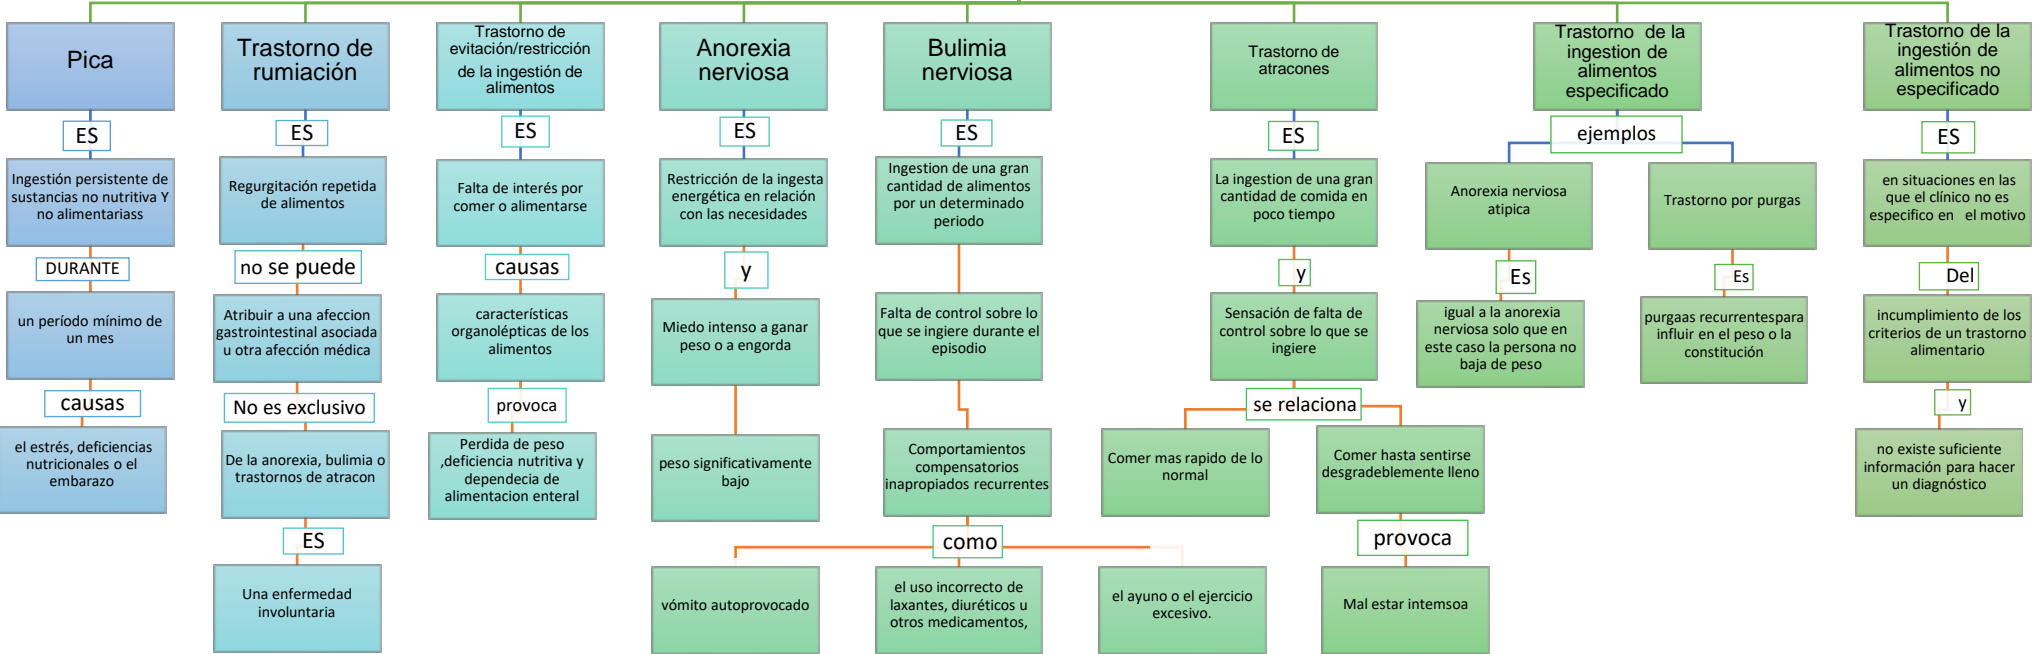 Pica
ES
Ingestión persistente de
sustancias no nutritiva Y
no alimentariass
DURANTE
un período mínimo de
un mes
causas
el estrés, deficiencias
nutricionales o el
embarazo
Trastorno de
rumiación
ES
Regurgitación repetida
de alimentos
no se puede
Atribuir a una afeccion
gastrointestinal asociada
u otra afección médica
No es exclusivo
De la anorexia, bulimia o
trastornos de atracon
ES
Una enfermedad
involuntaria
Trastorno de
evitación/restricción
de la ingestión de
alimentos
ES
Falta de interés por
comer o alimentarse
causas
características
organolépticas de los
alimentos
provoca
Perdida de peso
,deficiencia nutritiva y
dependecia de
alimentacion enteral
Anorexia
nerviosa
ES
Restricción de la ingesta
energética en relación
con las necesidades
y
Miedo intenso a ganar
peso o a engorda
peso significativamente
bajo
Bulimia
nerviosa
ES
Ingestion de una gran
cantidad de alimentos
por un determinado
periodo
Falta de control sobre lo
que se ingiere durante el
episodio
Comportamientos
compensatorios
inapropiados recurrentes
como
vómito autoprovocado
el uso incorrecto de
laxantes, diuréticos u
otros medicamentos,
el ayuno o el ejercicio
excesivo.
Trastorno de
atracones
ES
La ingestion de una gran
cantidad de comida en
poco tiempo
y
Sensación de falta de
control sobre lo que se
ingiere
se relaciona
Comer mas rapido de lo
normal
Comer hasta sentirse
desgradeblemente lleno
provoca
Mal estar intemsoa
Trastorno de la
ingestion de
alimentos
especificado
ejemplos
Anorexia nerviosa
atipica
Es
igual a la anorexia
nerviosa solo que en
este caso la persona no
baja de peso
Trastorno por purgas
Es
purgaas recurrentespara
influir en el peso o la
constitución
Trastorno de la
ingestión de
alimentos no
especificado
ES
en situaciones en las
que el clínico no es
especifico en el motivo
Del
incumplimiento de los
criterios de un trastorno
alimentario
y
no existe suficiente
información para hacer
un diagnóstico